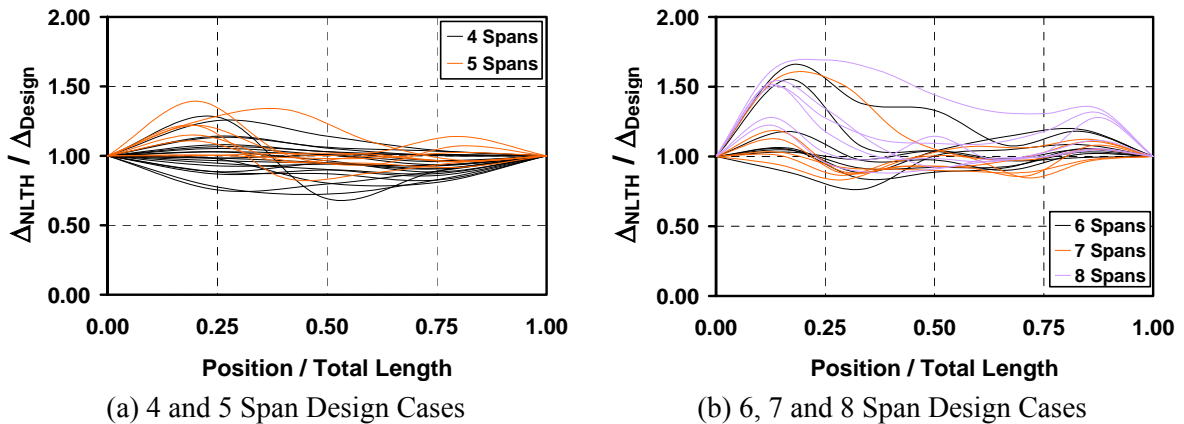 2.00
1.50
1.00
0.50
0.00
ΔNLTH / ΔDesign
4 Spans
5 Spans
0.00 0.25 0.50 0.75 1.00
Position / Total Length
(a) 4 and 5 Span Design Cases
2.00
1.50
1.00
0.50
0.00
ΔNLTH / ΔDesign
6 Spans
7 Spans
8 Spans
0.00 0.25 0.50 0.75 1.00
Position / Total Length
(b) 6, 7 and 8 Span Design Cases